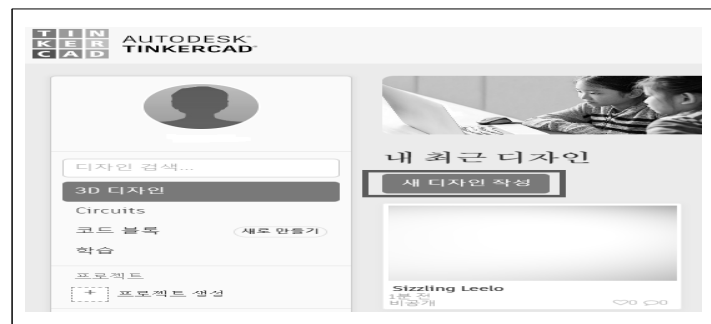 TIN
KER
CAD
AUTODESK®
TINKERCAD®
디자인 검색...
3D 디자인
Circuits
코드 블록
새로 만들기
학습
프로젝트
+ 프로젝트 생성
내 최근 디자인
새 디자인 작성
Sizzling Leelo
1분 전
비공개
0 0